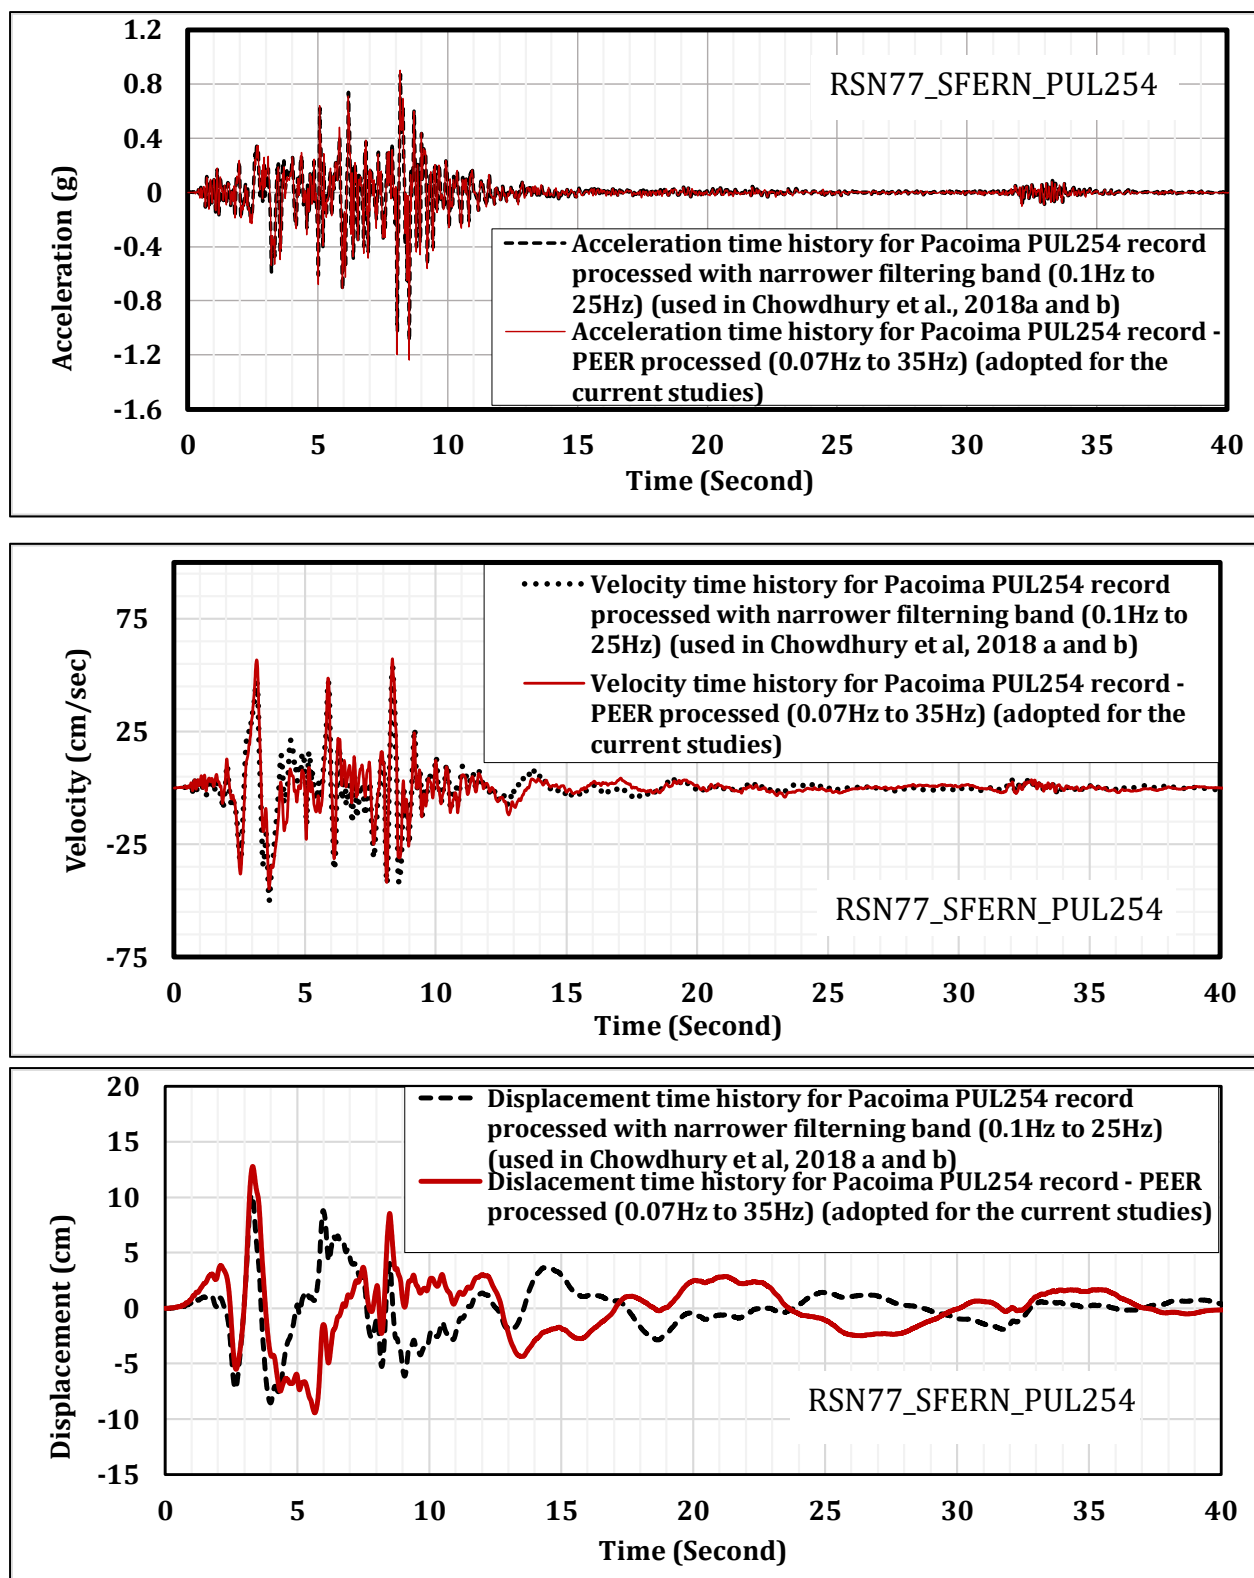 1.2
0.8
0.4
0
-0.4
-0.8
-1.2
-1.6
Acceleration (g)
RSN77_SFERN_PUL254
Acceleration time history for Pacoima PUL254 record
processed with narrower filtering band (0.1Hz to
25Hz) (used in Chowdhury et al., 2018a and b)
Acceleration time history for Pacoima PUL254 record -
PEER processed (0.07Hz to 35Hz) (adopted for the
current studies)
0 5 10 15 20 25 30 35 40
Time (Second)
75
25
-25
-75
Velocity (cm/sec)
Velocity time history for Pacoima PUL254 record
processed with narrower filterning band (0.1Hz to
25Hz) (used in Chowdhury et al, 2018 a and b)
Velocity time history for Pacoima PUL254 record -
PEER processed (0.07Hz to 35Hz) (adopted for the
current studies)
RSN77_SFERN_PUL254
0 5 10 15 20 25 30 35 40
Time (Second)
20
15
10
5
0
-5
-10
-15
Displacement (cm)
Displacement time history for Pacoima PUL254 record
processed with narrower filterning band (0.1Hz to 25Hz)
(used in Chowdhury et al, 2018 a and b)
Dislacement time history for Pacoima PUL254 record - PEER
processed (0.07Hz to 35Hz) (adopted for the current studies)
RSN77_SFERN_PUL254
0 5 10 15 20 25 30 35 40
Time (Second)